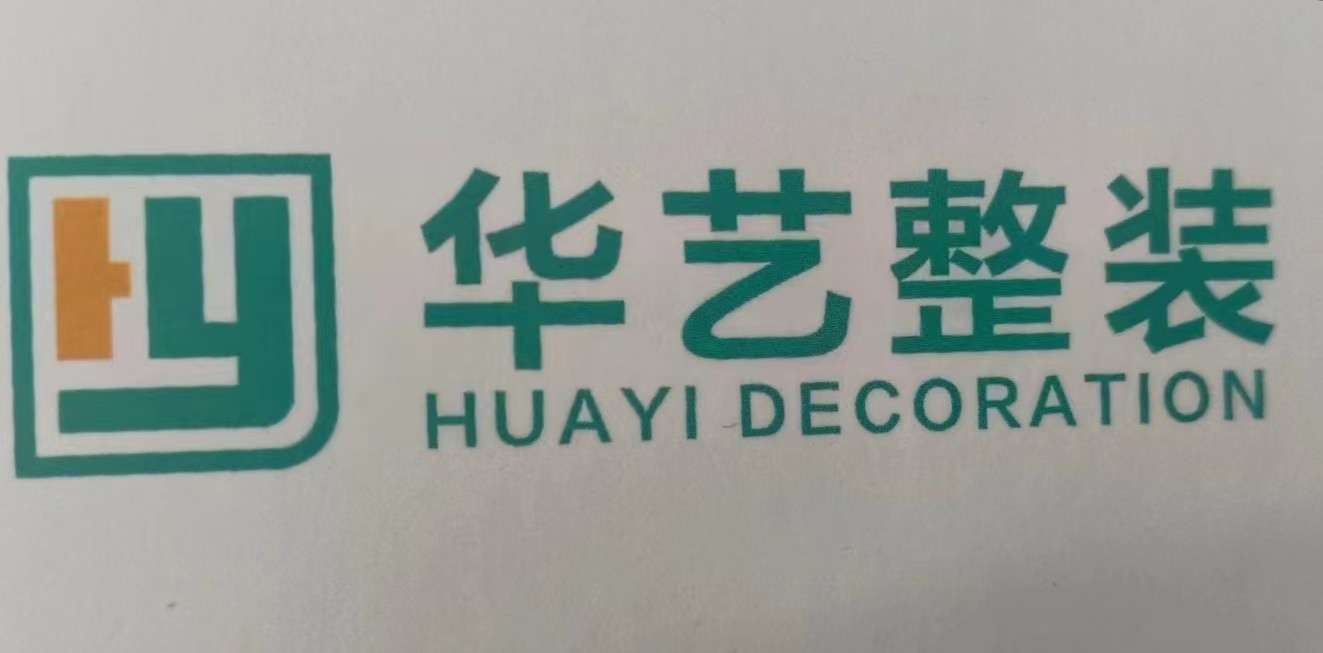 HY
华艺整装
HUAYI DECORATION